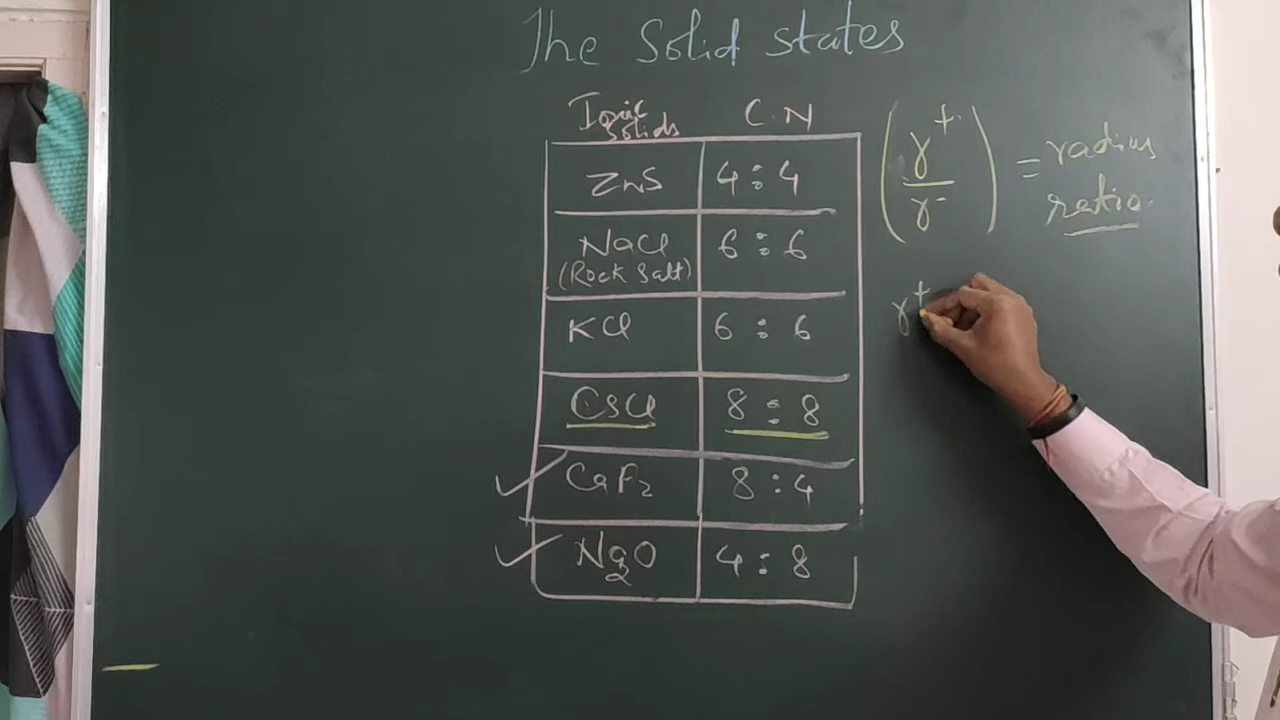 The Solid states
Ionic Solids C.N
ZnS 4 : 4
NaCl 6 : 6
(Rock Salt)
KCl 6 : 6
CsCl 8 : 8
CaF2 8 : 4
Na2O 4 : 8
(r+ / r-) = radius ratio.
r+